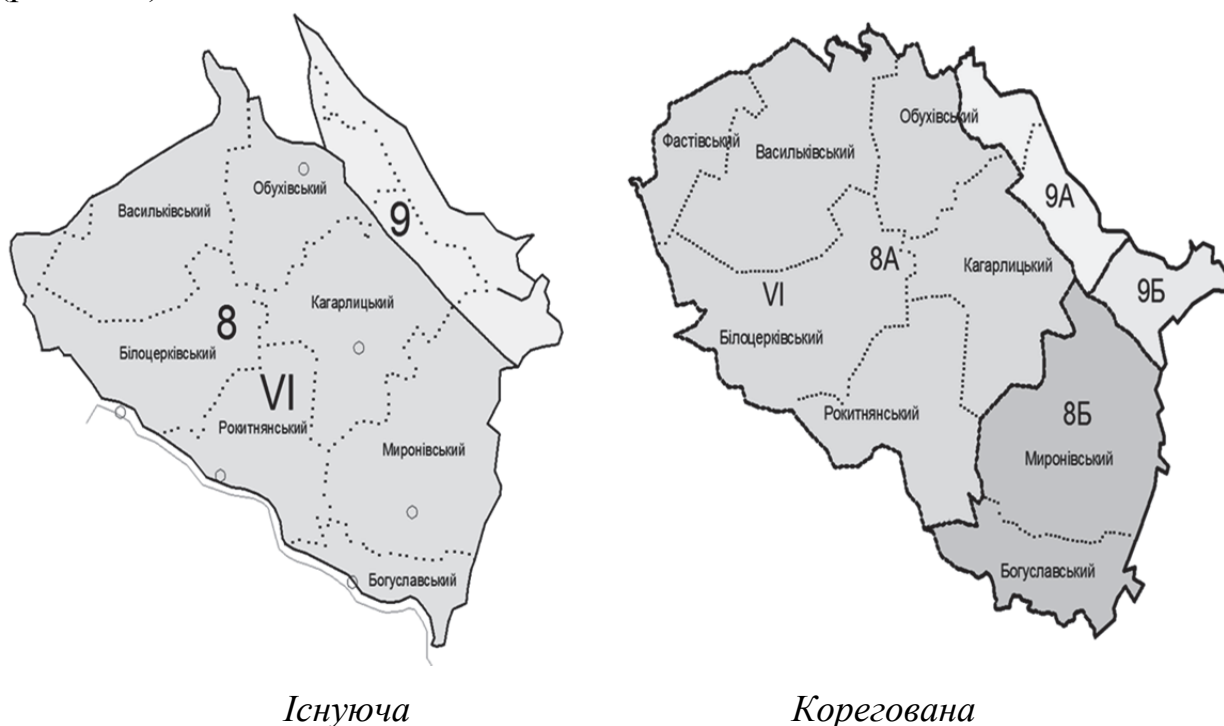 Обухівський
Васильківський
9
Кагарлицький
8
Білоцерківський
VI
Рокитнянський
Миронівський
Богуславський
Обухівський
Фастівський
Васильківський
9А
8А
Кагарлицький
VI
9Б
Білоцерківський
Рокитнянський
8Б
Миронівський
Богуславський
Існуюча
Корегована